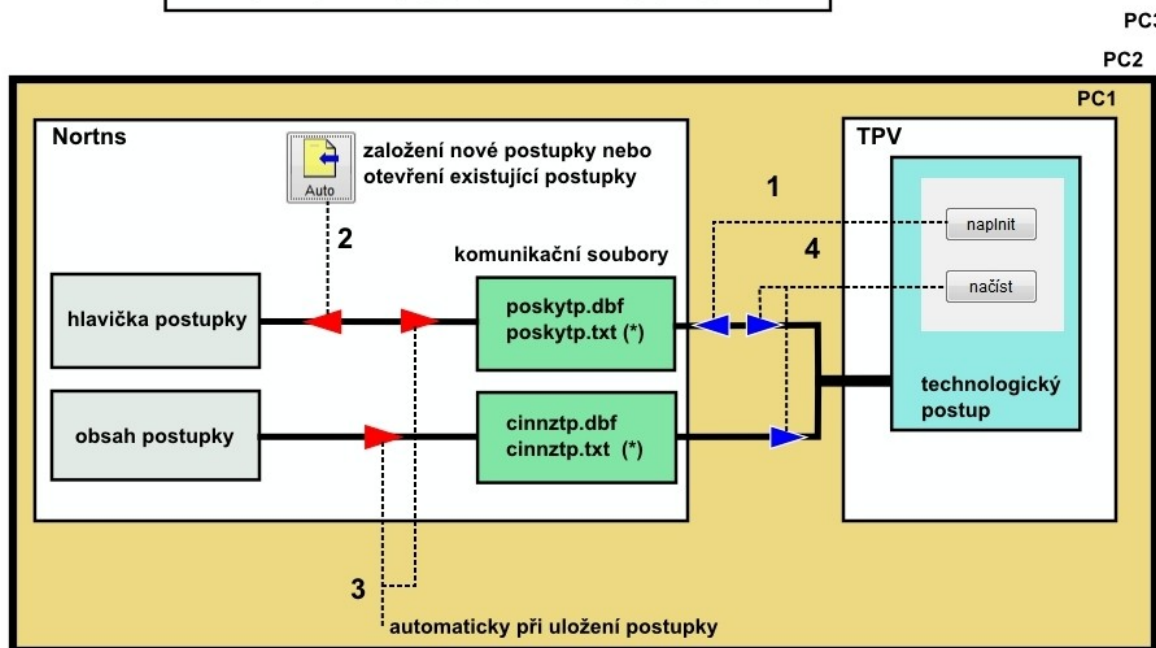 PC3
PC2
PC1
Nortns
Auto
založení nové postupky nebo
otevření existující postupky
2
hlavička postupky
obsah postupky
komunikační soubory
poskytp.dbf
poskytp.txt (*)
cinnztp.dbf
cinnztp.txt (*)
3
automaticky při uložení postupky
1
4
TPV
naplnit
načíst
technologický
postup